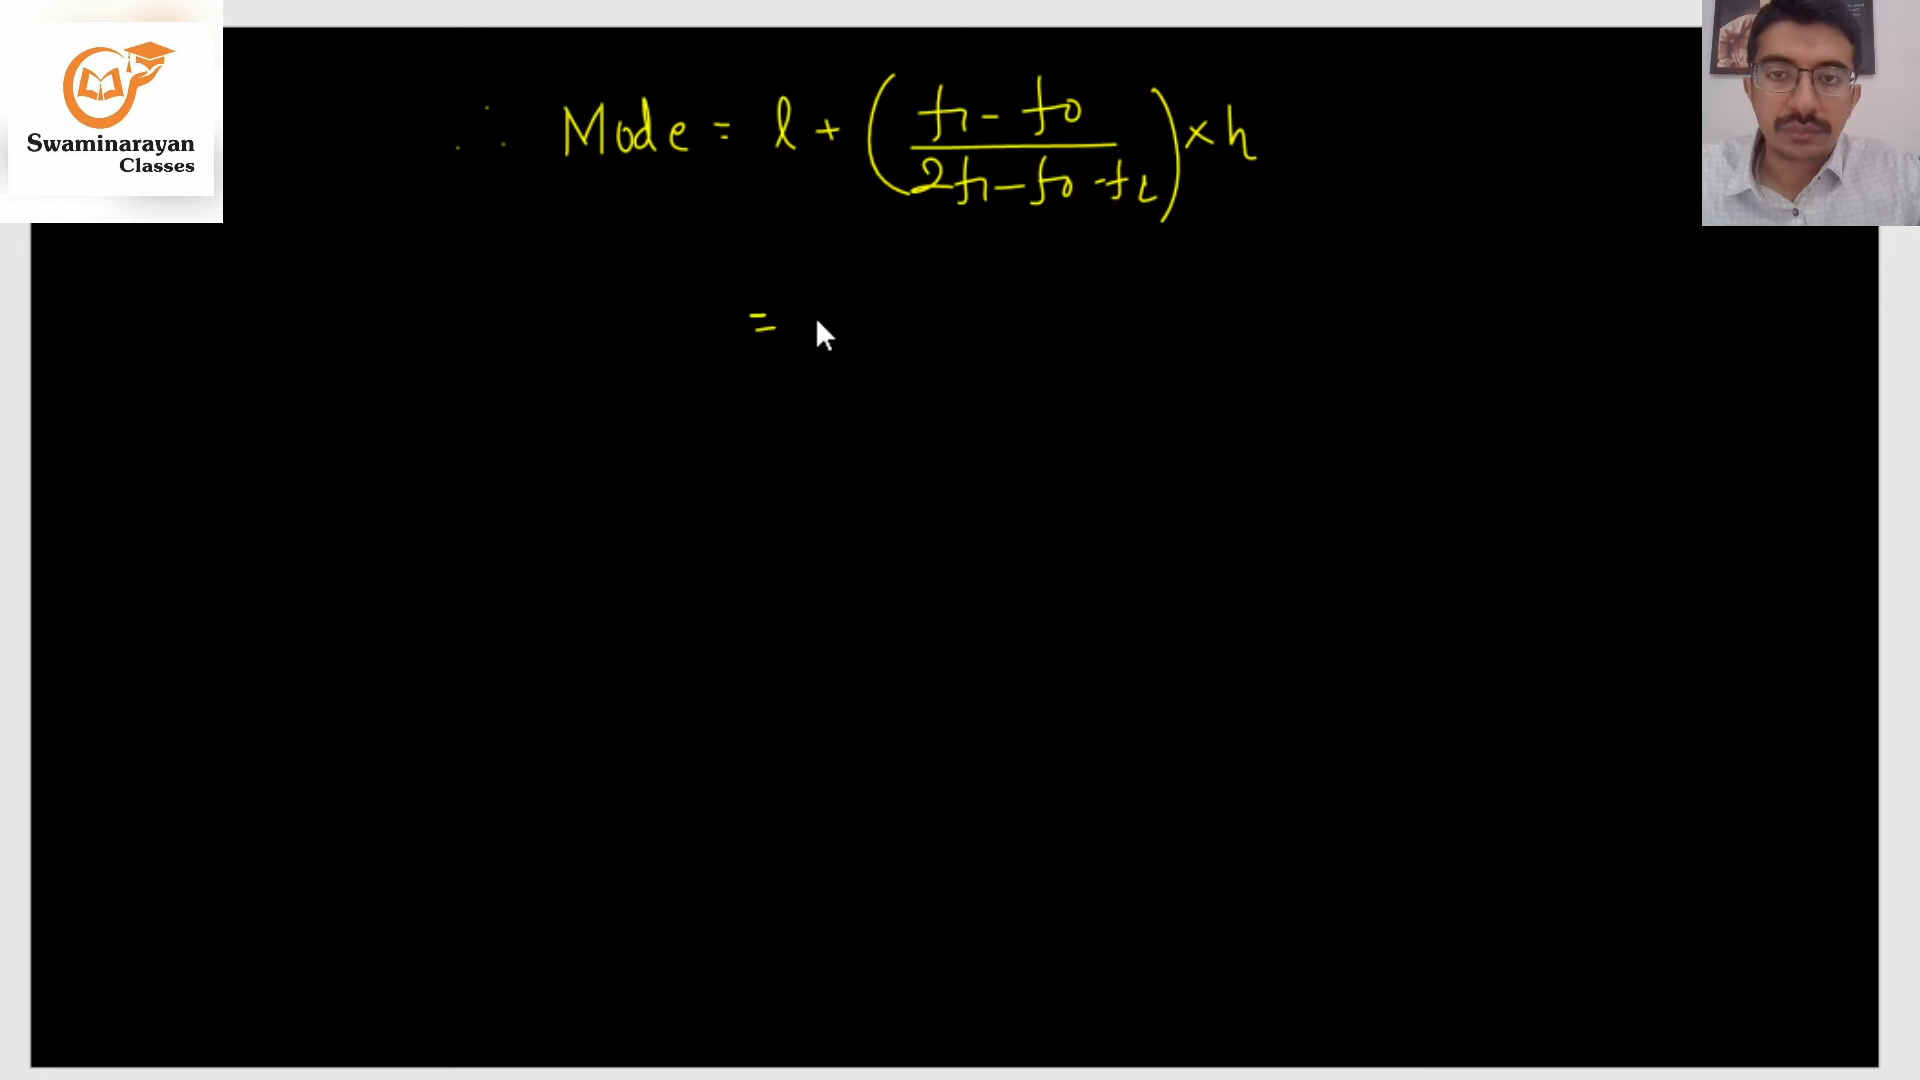 Swaminarayan
Classes
∴ Mode = l + ( (f1 - f0) / (2f1 - f0 - f2) ) × h
=